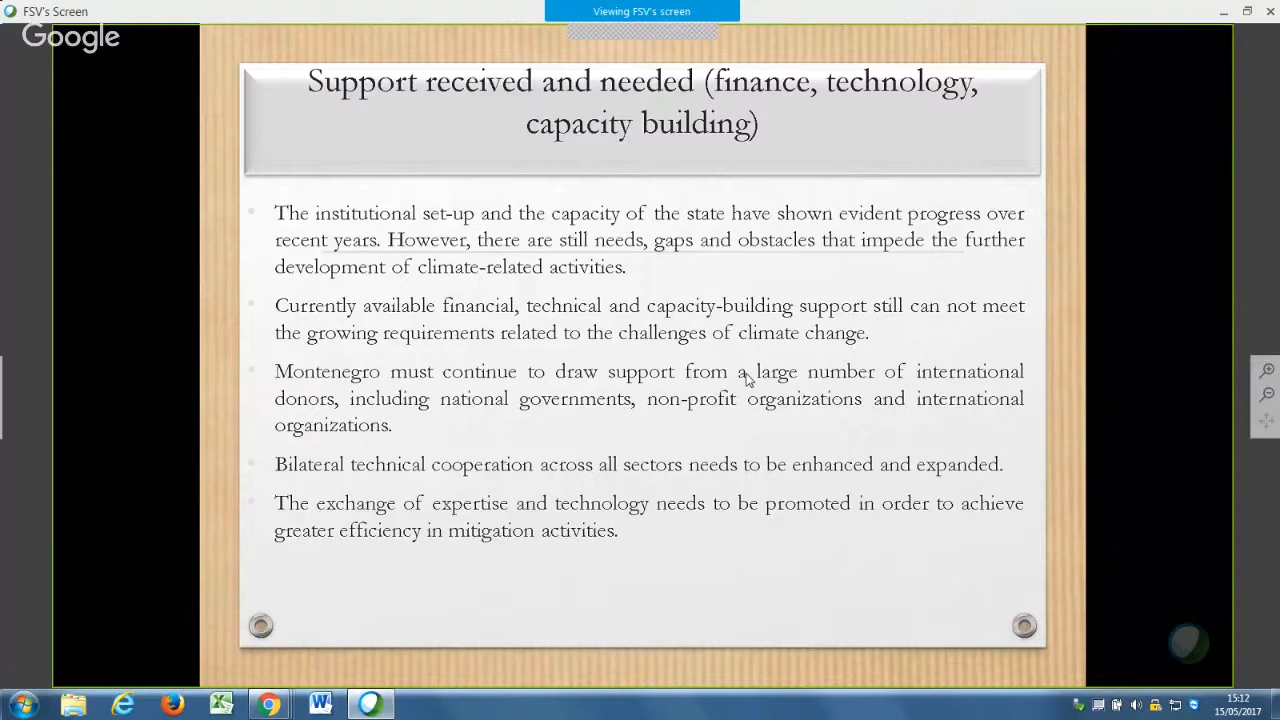 FSV's Screen
Viewing FSV's screen
Google
Support received and needed (finance, technology,
capacity building)
The institutional set-up and the capacity of the state have shown evident progress over
recent years. However, there are still needs, gaps and obstacles that impede the further
development of climate-related activities.
Currently available financial, technical and capacity-building support still can not meet
the growing requirements related to the challenges of climate change.
Montenegro must continue to draw support from a large number of international
donors, including national governments, non-profit organizations and international
organizations.
Bilateral technical cooperation across all sectors needs to be enhanced and expanded.
The exchange of expertise and technology needs to be promoted in order to achieve
greater efficiency in mitigation activities.
15:12
15/05/2017